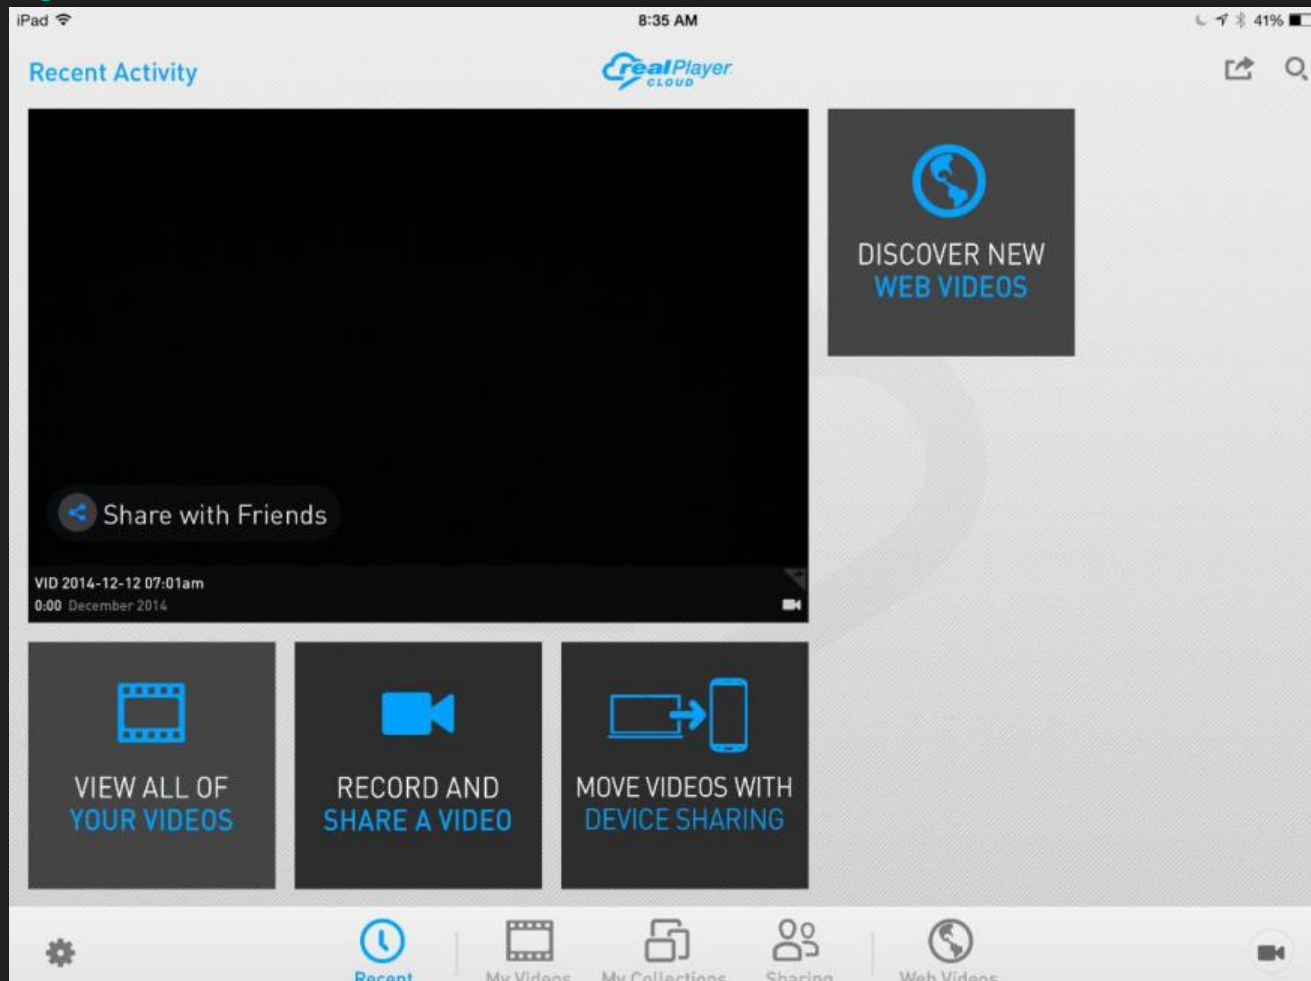 iPad
8:35 AM
41%
Recent Activity
realPlayer
CLOUD
DISCOVER NEW
WEB VIDEOS
Share with Friends
VID 2014-12-12 07:01am
0:00 December 2014
VIEW ALL OF
YOUR VIDEOS
RECORD AND
SHARE A VIDEO
MOVE VIDEOS WITH
DEVICE SHARING
Recent
My Videos
My Collections
Sharing
Web Videos